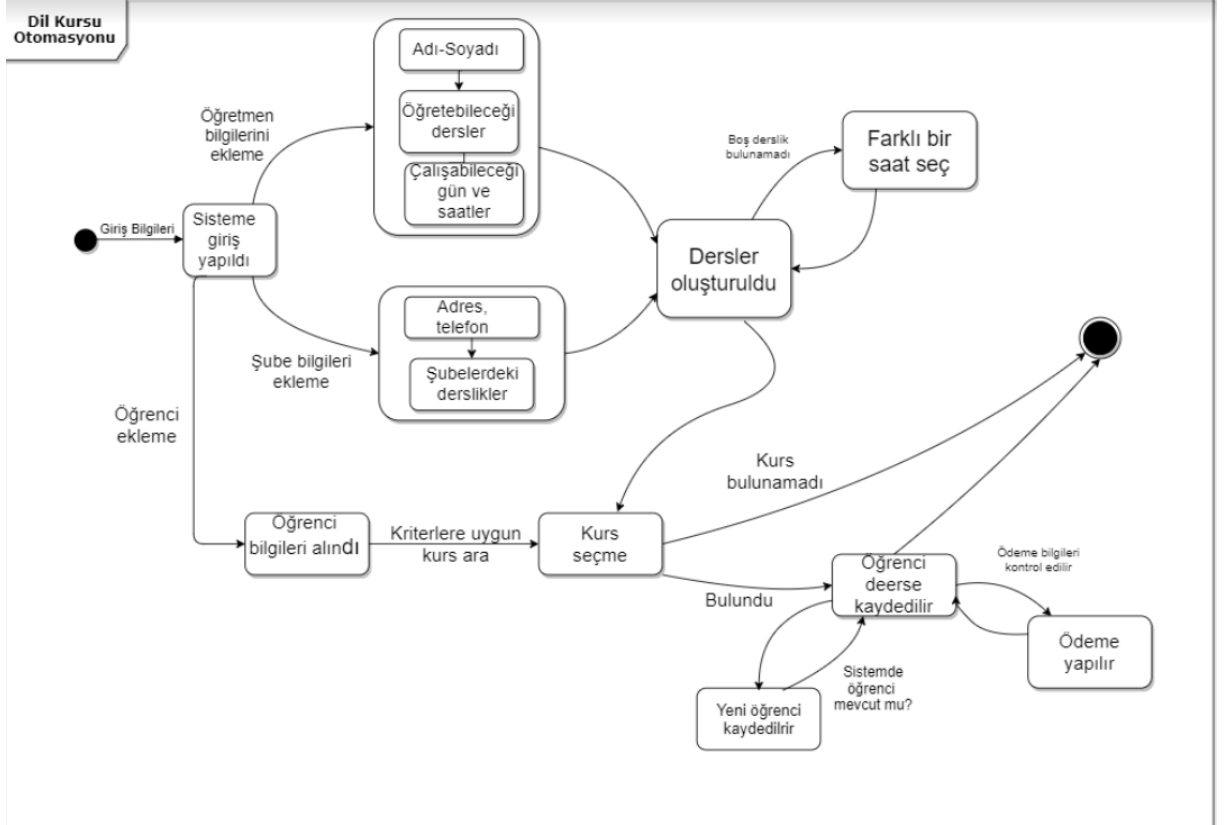 Dil Kursu
Otomasyonu
Adı-Soyadı
Öğretebileceği
dersler
Çalışabileceği
gün ve
saatler
Öğretmen
bilgilerini
ekleme
Boş derslik
bulunamadı
Farklı bir
saat seç
Giriş Bilgileri
Sisteme
giriş
yapıldı
Dersler
oluşturuldu
Adres,
telefon
Şubelerdeki
derslikler
Şube bilgileri
ekleme
Öğrenci
ekleme
Kurs
bulunamadı
Öğrenci
bilgileri alındı
Kriterlere uygun
kurs ara
Kurs
seçme
Bulundu
Öğrenci
deerse
kaydedilir
Ödeme bilgileri
kontrol edilir
Ödeme
yapılır
Sistemde
öğrenci
mevcut mu?
Yeni öğrenci
kaydedilrir